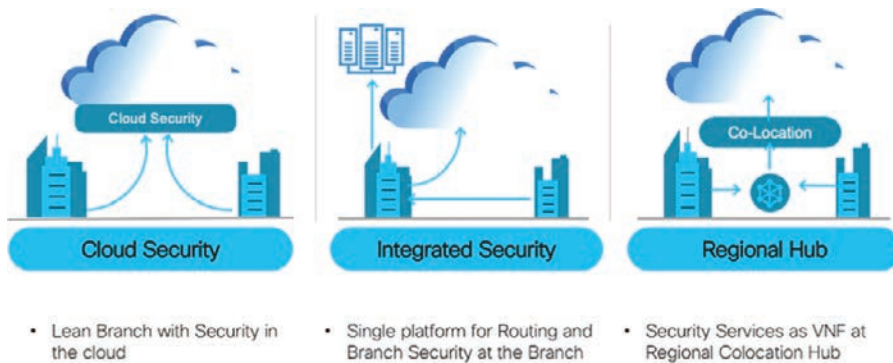 Cloud Security
Co-Location
Cloud Security
Integrated Security
Regional Hub
• Lean Branch with Security in
the cloud
• Single platform for Routing and
Branch Security at the Branch
• Security Services as VNF at
Regional Colocation Hub